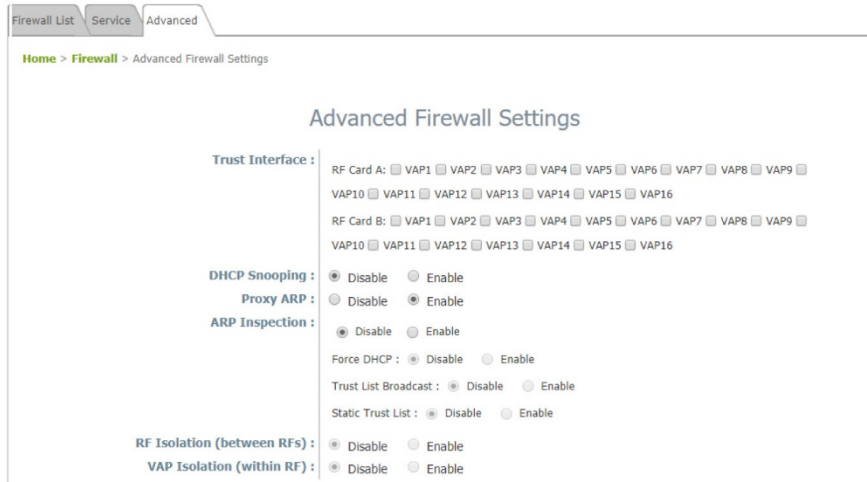 Firewall List Service Advanced
Home > Firewall > Advanced Firewall Settings
Advanced Firewall Settings
Trust Interface :
RF Card A: VAP1 VAP2 VAP3 VAP4 VAP5 VAP6 VAP7 VAP8 VAP9
VAP10 VAP11 VAP12 VAP13 VAP14 VAP15 VAP16
RF Card B: VAP1 VAP2 VAP3 VAP4 VAP5 VAP6 VAP7 VAP8 VAP9
VAP10 VAP11 VAP12 VAP13 VAP14 VAP15 VAP16
DHCP Snooping : Disable Enable
Proxy ARP : Disable Enable
ARP Inspection : Disable Enable
Force DHCP : Disable Enable
Trust List Broadcast : Disable Enable
Static Trust List : Disable Enable
RF Isolation (between RFs) : Disable Enable
VAP Isolation (within RF) : Disable Enable